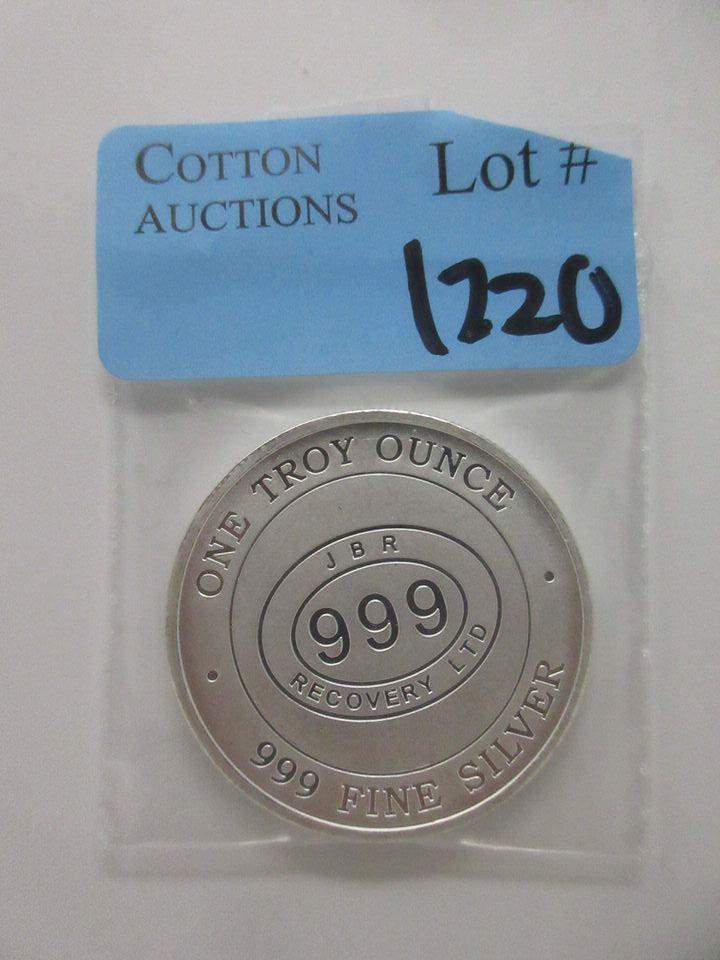 COTTON
AUCTIONS
Lot #
1220
ONE TROY OUNCE
JBR
999
RECOVERY LTD
999 FINE SILVER